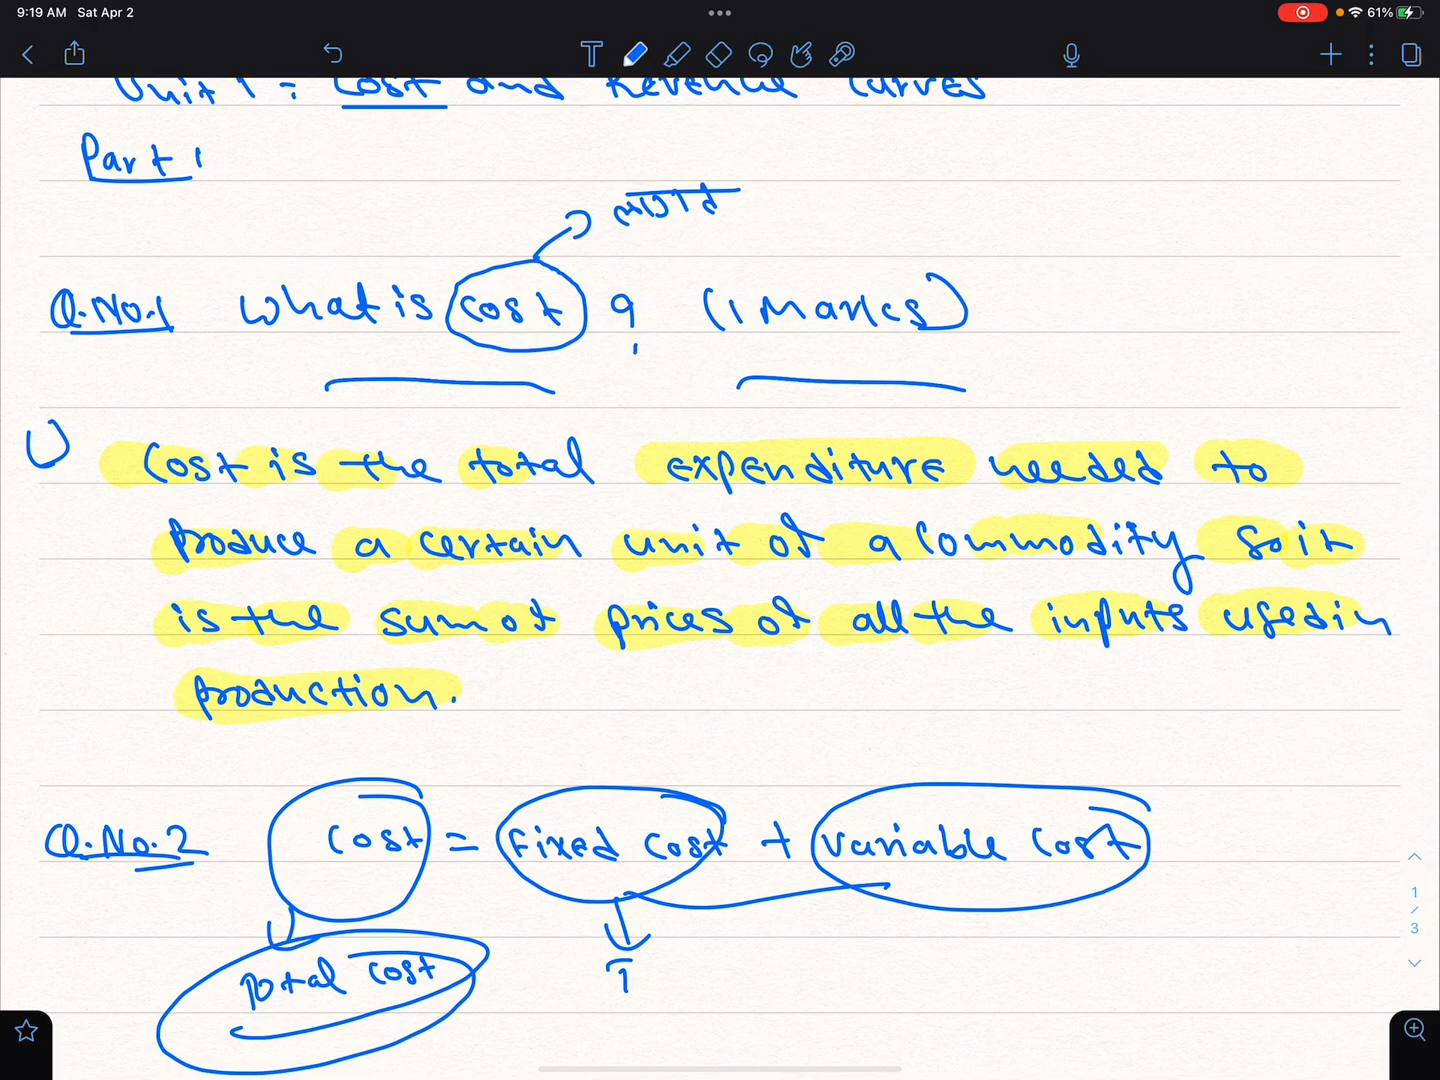 9:19 AM Sat Apr 2
61%
Unit 1 : Cost and Revenue Curves
Part 1
Q.No.1 What is cost ? (1 Marks)
Cost is the total expenditure needed to
produce a certain unit of a commodity so it
is the sum of prices of all the inputs used in
production.
Q.No.2 Cost = Fixed Cost + Variable Cost
Total Cost
1
/
3